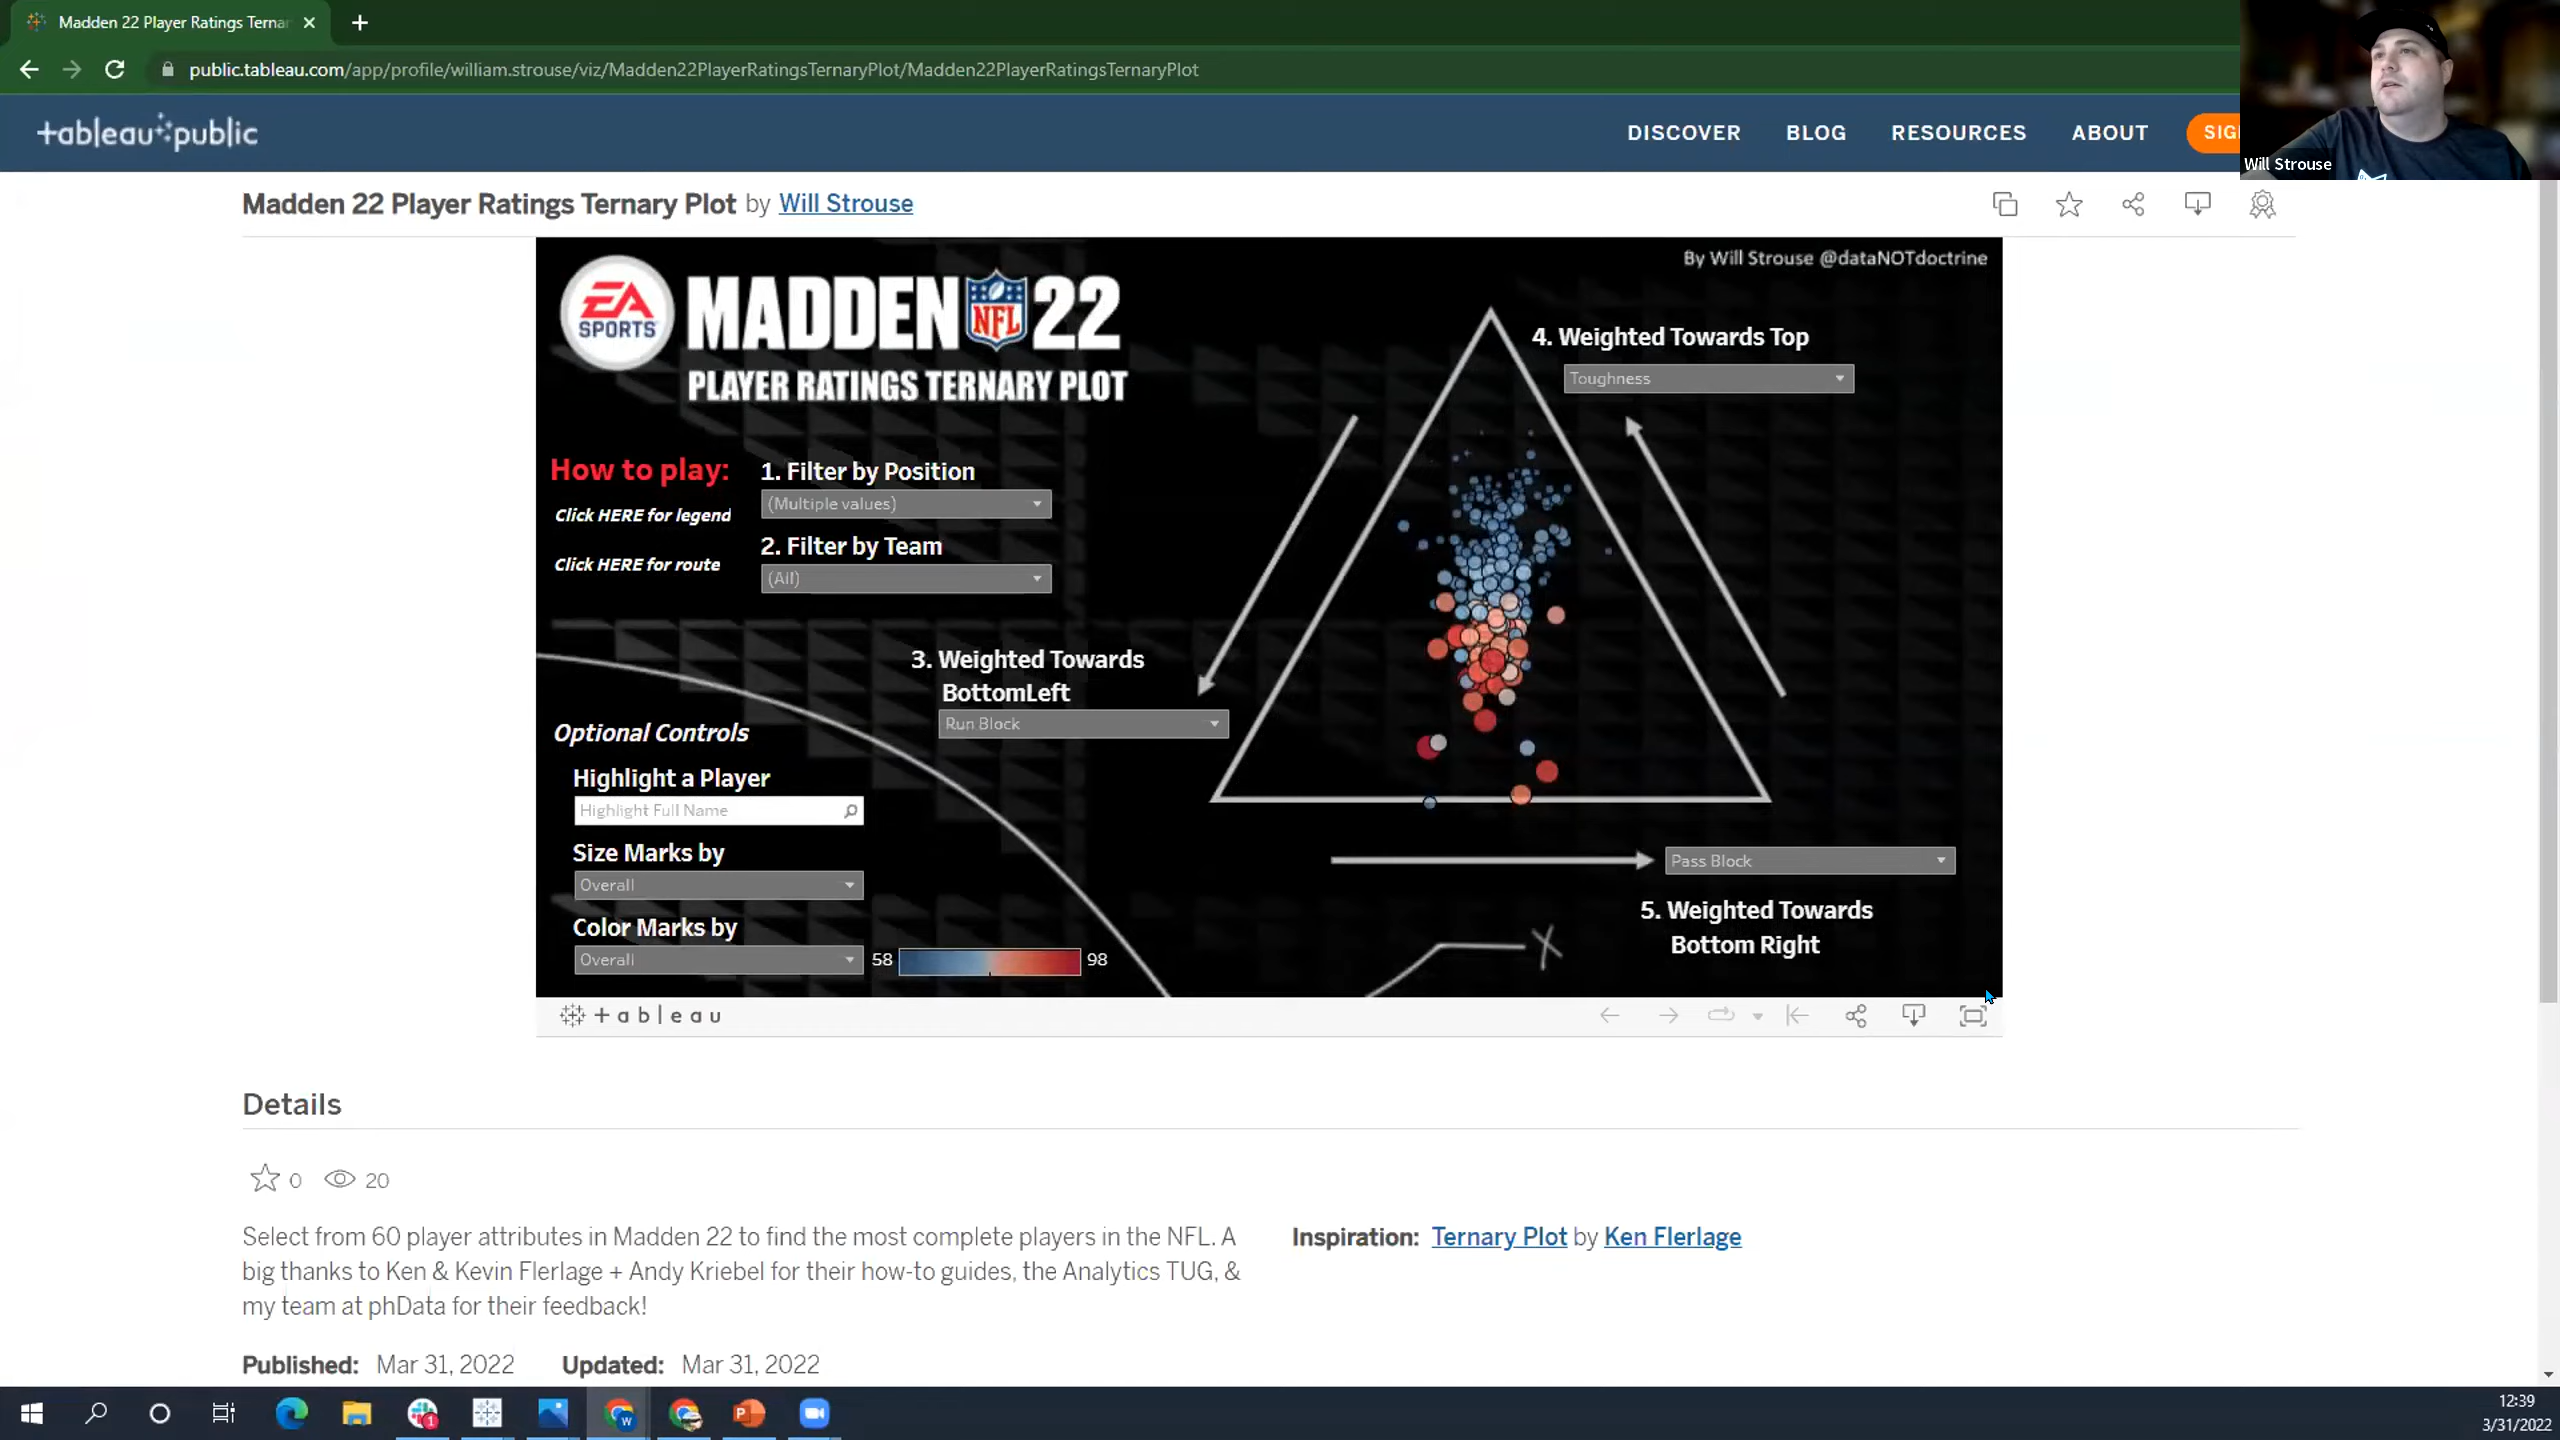 Madden 22 Player Ratings Terna
public.tableau.com/app/profile/william.strouse/viz/Madden22PlayerRatingsTernaryPlot/Madden22PlayerRatingsTernaryPlot
Will Strouse
+ableau public
DISCOVER BLOG RESOURCES ABOUT SIG
Madden 22 Player Ratings Ternary Plot by Will Strouse
By Will Strouse @dataNOTdoctrine
EA SPORTS MADDEN NFL 22
PLAYER RATINGS TERNARY PLOT
4. Weighted Towards Top
Toughness
How to play:
Click HERE for legend
Click HERE for route
1. Filter by Position
(Multiple values)
2. Filter by Team
(All)
3. Weighted Towards
BottomLeft
Run Block
Optional Controls
Highlight a Player
Highlight Full Name
Size Marks by
Overall
Color Marks by
Overall
58 98
Pass Block
5. Weighted Towards
Bottom Right
X
+ a b l e a u
Details
0 20
Select from 60 player attributes in Madden 22 to find the most complete players in the NFL. A
big thanks to Ken & Kevin Flerlage + Andy Kriebel for their how-to guides, the Analytics TUG, &
my team at phData for their feedback!
Inspiration: Ternary Plot by Ken Flerlage
Published: Mar 31, 2022 Updated: Mar 31, 2022
1
W
P
12:39
3/31/2022